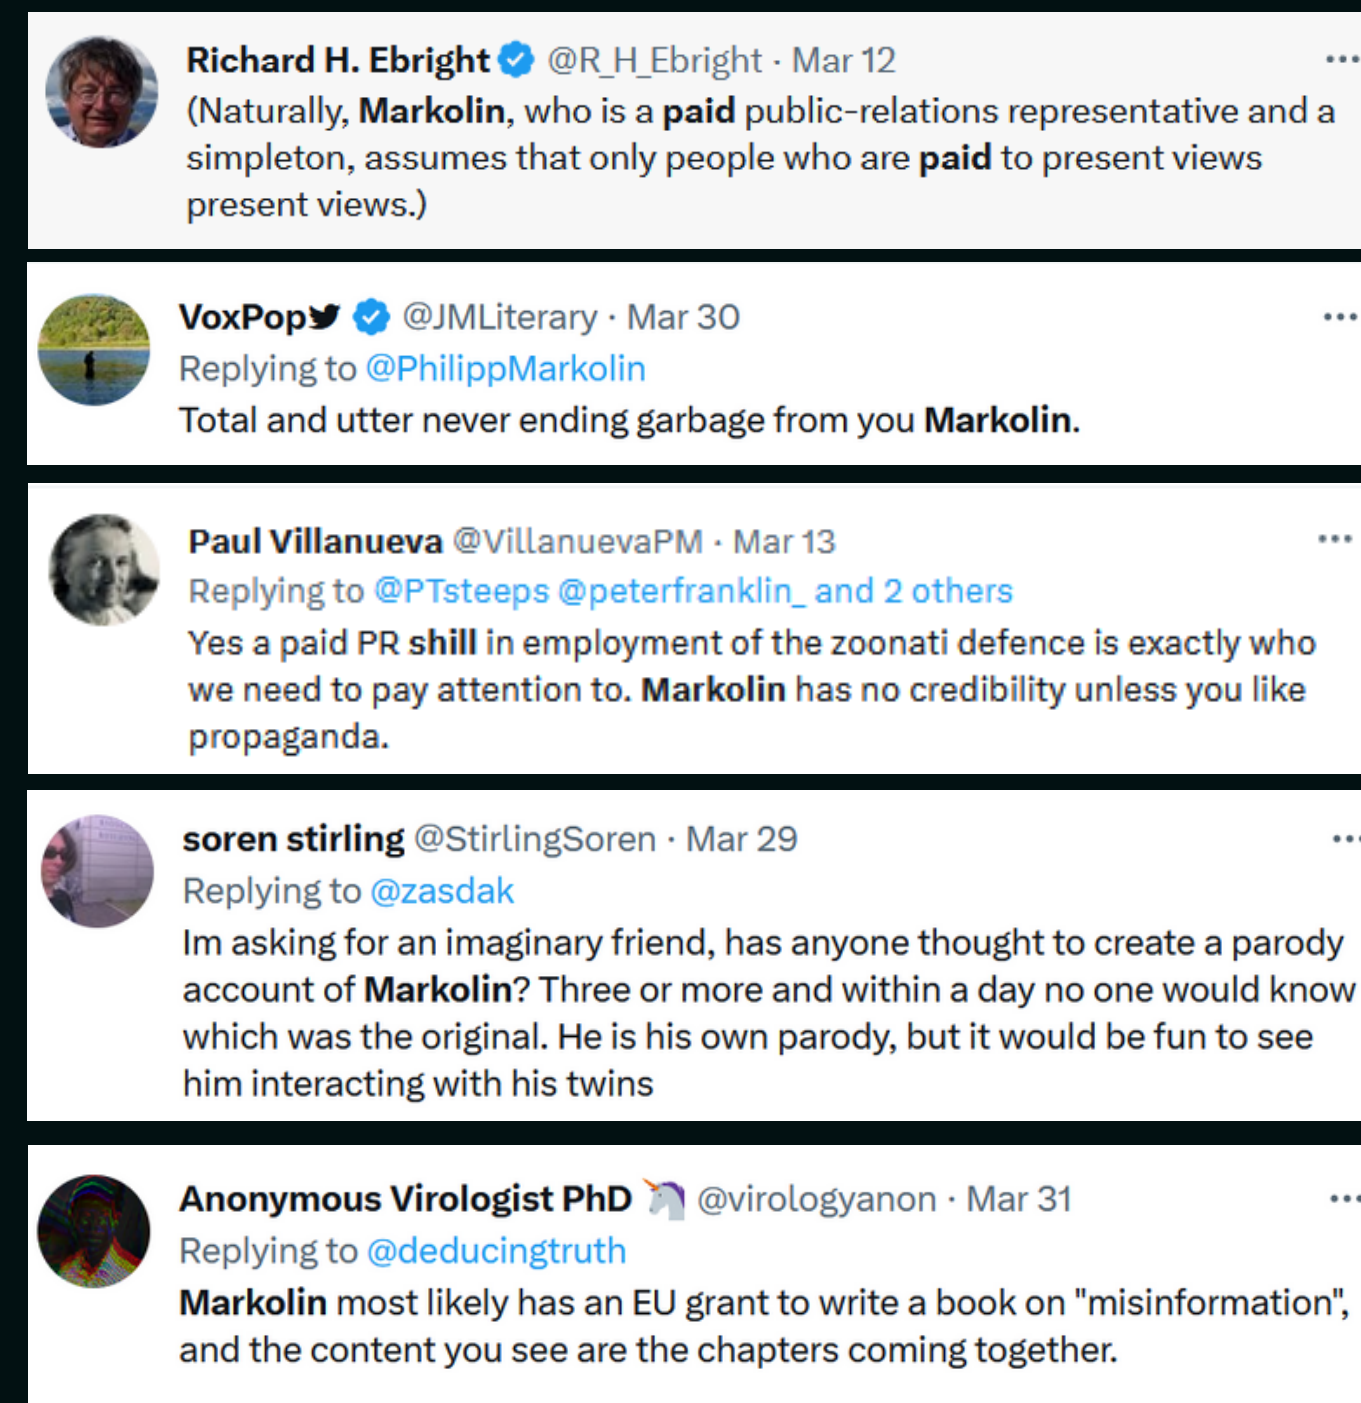 Richard H. Ebright @R_H_Ebright · Mar 12
(Naturally, Markolin, who is a paid public-relations representative and a
simpleton, assumes that only people who are paid to present views
present views.)
VoxPop @JMLiterary · Mar 30
Replying to @PhilippMarkolin
Total and utter never ending garbage from you Markolin.
Paul Villanueva @VillanuevaPM · Mar 13
Replying to @PTsteeps @peterfranklin_ and 2 others
Yes a paid PR shill in employment of the zoonati defence is exactly who
we need to pay attention to. Markolin has no credibility unless you like
propaganda.
soren stirling @StirlingSoren · Mar 29
Replying to @zasdak
Im asking for an imaginary friend, has anyone thought to create a parody
account of Markolin? Three or more and within a day no one would know
which was the original. He is his own parody, but it would be fun to see
him interacting with his twins
Anonymous Virologist PhD 🦄 @virologyanon · Mar 31
Replying to @deducingtruth
Markolin most likely has an EU grant to write a book on "misinformation",
and the content you see are the chapters coming together.